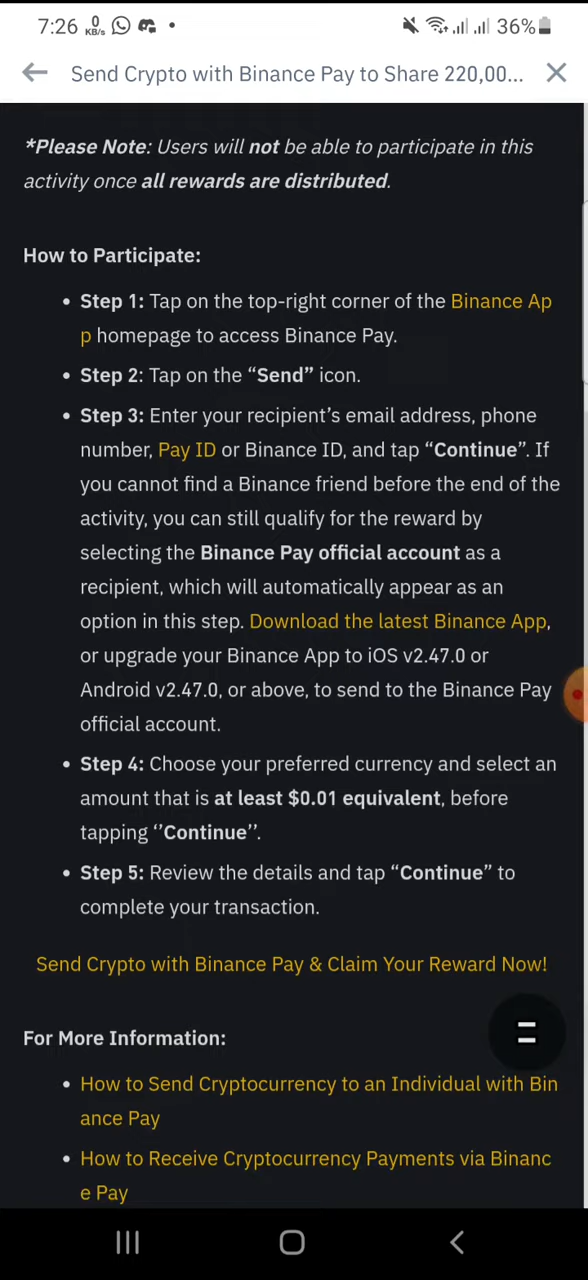 7:26 0 KB/s 36%
Send Crypto with Binance Pay to Share 220,00...
*Please Note: Users will not be able to participate in this
activity once all rewards are distributed.
How to Participate:
• Step 1: Tap on the top-right corner of the Binance Ap
p homepage to access Binance Pay.
• Step 2: Tap on the “Send” icon.
• Step 3: Enter your recipient’s email address, phone
number, Pay ID or Binance ID, and tap “Continue”. If
you cannot find a Binance friend before the end of the
activity, you can still qualify for the reward by
selecting the Binance Pay official account as a
recipient, which will automatically appear as an
option in this step. Download the latest Binance App,
or upgrade your Binance App to iOS v2.47.0 or
Android v2.47.0, or above, to send to the Binance Pay
official account.
• Step 4: Choose your preferred currency and select an
amount that is at least $0.01 equivalent, before
tapping ‘’Continue’’.
• Step 5: Review the details and tap “Continue” to
complete your transaction.
Send Crypto with Binance Pay & Claim Your Reward Now!
For More Information:
• How to Send Cryptocurrency to an Individual with Bin
ance Pay
• How to Receive Cryptocurrency Payments via Binanc
e Pay